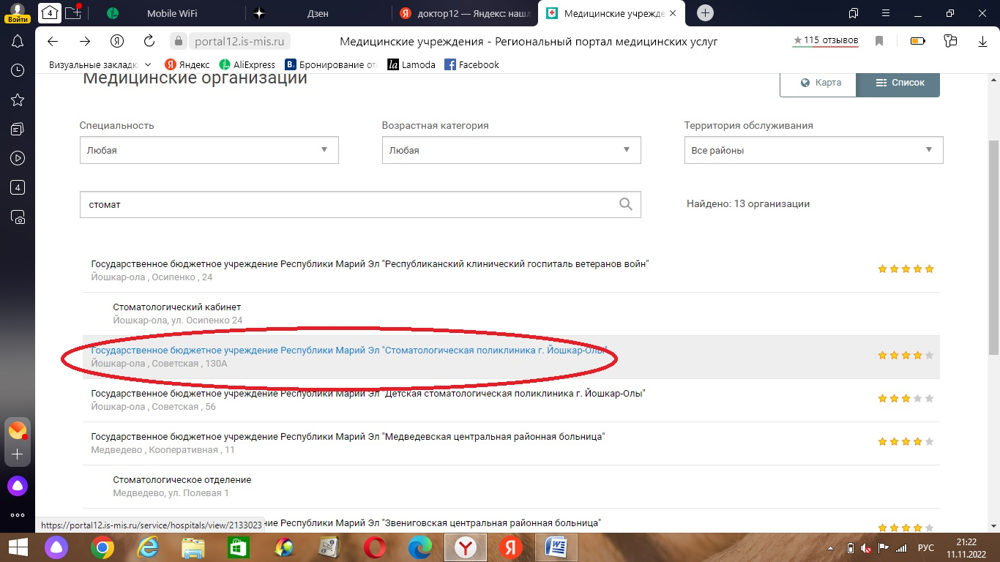 Войти
Mobile WiFi
Дзен
доктор12 — Яндекс: нашл
Медицинские учрежде
portal12.is-mis.ru
Медицинские учреждения - Региональный портал медицинских услуг
115 отзывов
Визуальные закладк
Яндекс
AliExpress
Бронирование от
Lamoda
Facebook
Медицинские организации
Карта
Список
Специальность
Возрастная категория
Территория обслуживания
Любая
Любая
Все районы
стомат
Найдено: 13 организации
Государственное бюджетное учреждение Республики Марий Эл "Республиканский клинический госпиталь ветеранов войн"
Йошкар-ола , Осипенко , 24
Стоматологический кабинет
Йошкар-ола, ул. Осипенко 24
Государственное бюджетное учреждение Республики Марий Эл "Стоматологическая поликлиника г. Йошкар-Олы"
Йошкар-ола , Советская , 130А
Государственное бюджетное учреждение Республики Марий Эл "Детская стоматологическая поликлиника г. Йошкар-Олы"
Йошкар-ола , Советская , 56
Государственное бюджетное учреждение Республики Марий Эл "Медведевская центральная районная больница"
Медведево , Кооперативная , 11
Стоматологическое отделение
Медведево, ул. Полевая 1
https://portal12.is-mis.ru/service/hospitals/view/2133023
ное учреждение Республики Марий Эл "Звениговская центральная районная больница"
4
РУС
21:22
11.11.2022